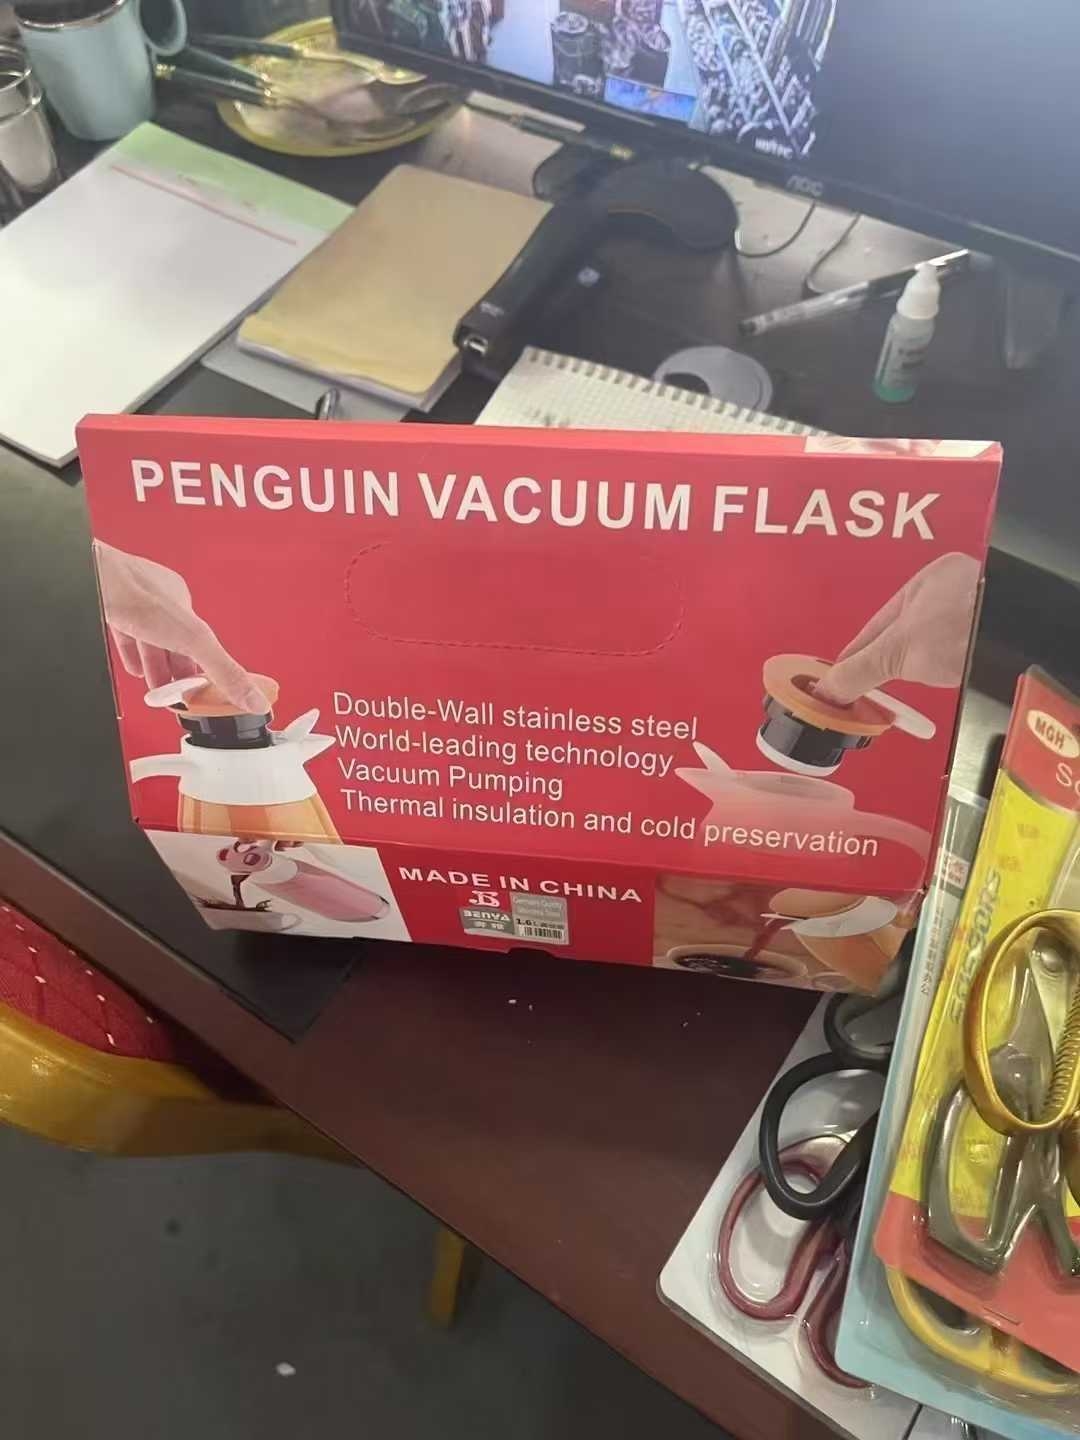 AOC
PENGUIN VACUUM FLASK
Double-Wall stainless steel
World-leading technology
Vacuum Pumping
Thermal insulation and cold preservation
MADE IN CHINA
BENYA
MGH
SCISSORS